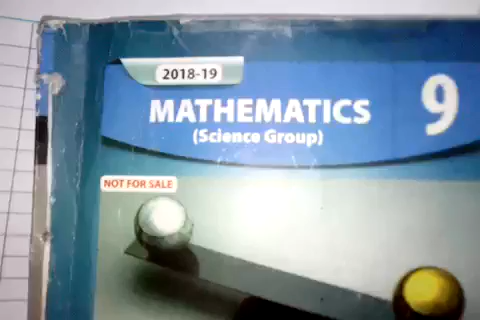 2018-19
MATHEMATICS 9
(Science Group)
NOT FOR SALE